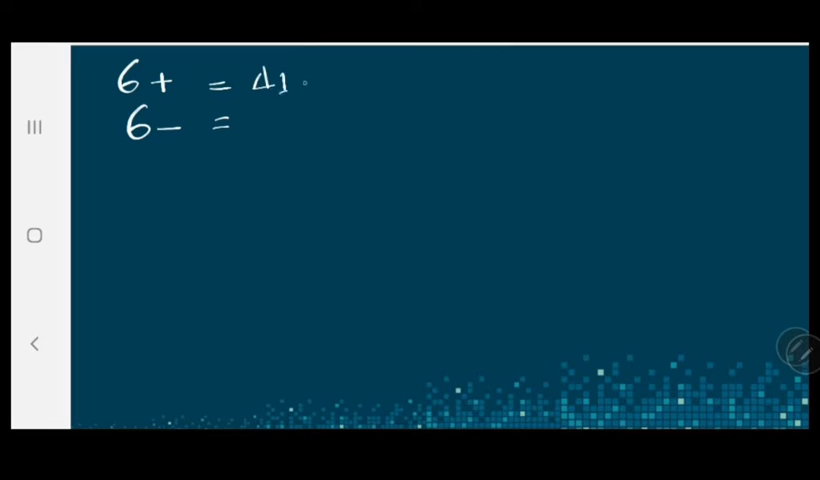 6+ = 41
6- =